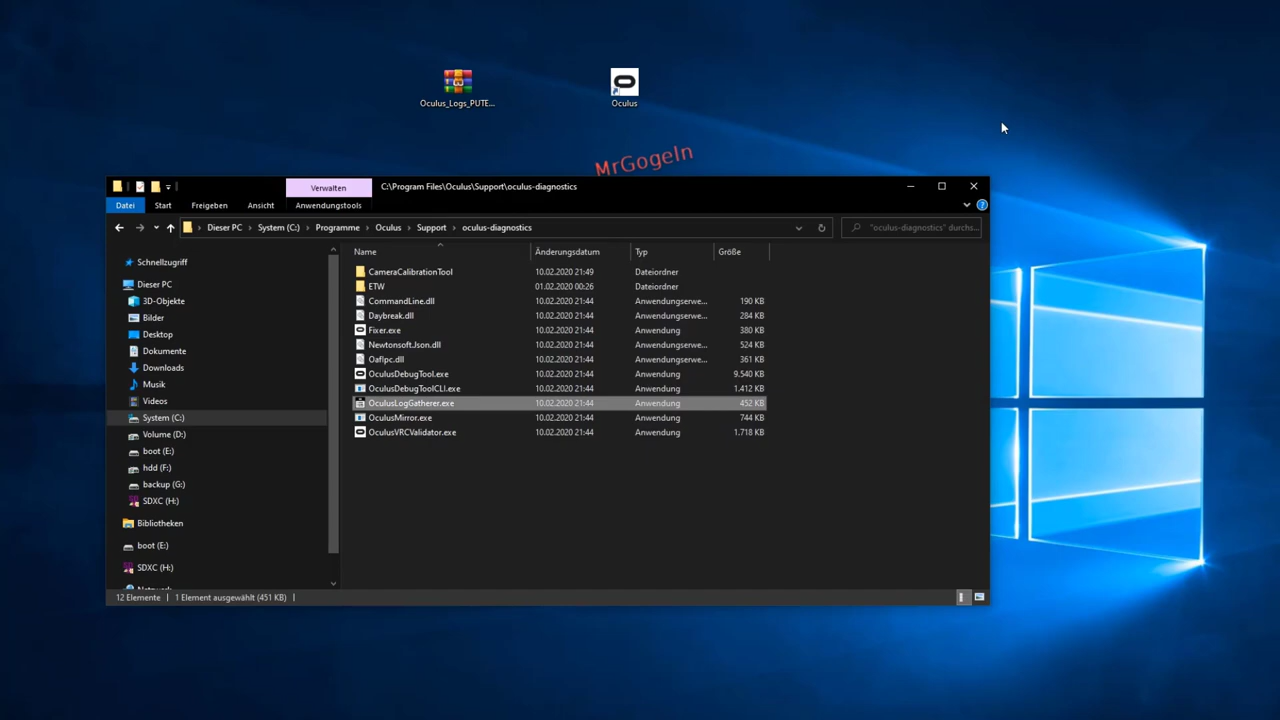 Oculus_Logs_PUTE...
Oculus
MrGogeln
Verwalten
C:\Program Files\Oculus\Support\oculus-diagnostics
Datei
Start
Freigeben
Ansicht
Anwendungstools
Dieser PC
System (C:)
Programme
Oculus
Support
oculus-diagnostics
"oculus-diagnostics" durchs...
Name
Änderungsdatum
Typ
Größe
Schnellzugriff
Dieser PC
3D-Objekte
Bilder
Desktop
Dokumente
Downloads
Musik
Videos
System (C:)
Volume (D:)
boot (E:)
hdd (F:)
backup (G:)
SDXC (H:)
Bibliotheken
boot (E:)
SDXC (H:)
CameraCalibrationTool 10.02.2020 21:49 Dateiordner
ETW 01.02.2020 00:26 Dateiordner
CommandLine.dll 10.02.2020 21:44 Anwendungserwe... 190 KB
Daybreak.dll 10.02.2020 21:44 Anwendungserwe... 284 KB
Fixer.exe 10.02.2020 21:44 Anwendung 380 KB
Newtonsoft.Json.dll 10.02.2020 21:44 Anwendungserwe... 524 KB
OafIpc.dll 10.02.2020 21:44 Anwendungserwe... 361 KB
OculusDebugTool.exe 10.02.2020 21:44 Anwendung 9.540 KB
OculusDebugToolCLI.exe 10.02.2020 21:44 Anwendung 1.412 KB
OculusLogGatherer.exe 10.02.2020 21:44 Anwendung 452 KB
OculusMirror.exe 10.02.2020 21:44 Anwendung 744 KB
OculusVRCValidator.exe 10.02.2020 21:44 Anwendung 1.718 KB
12 Elemente
1 Element ausgewählt (451 KB)